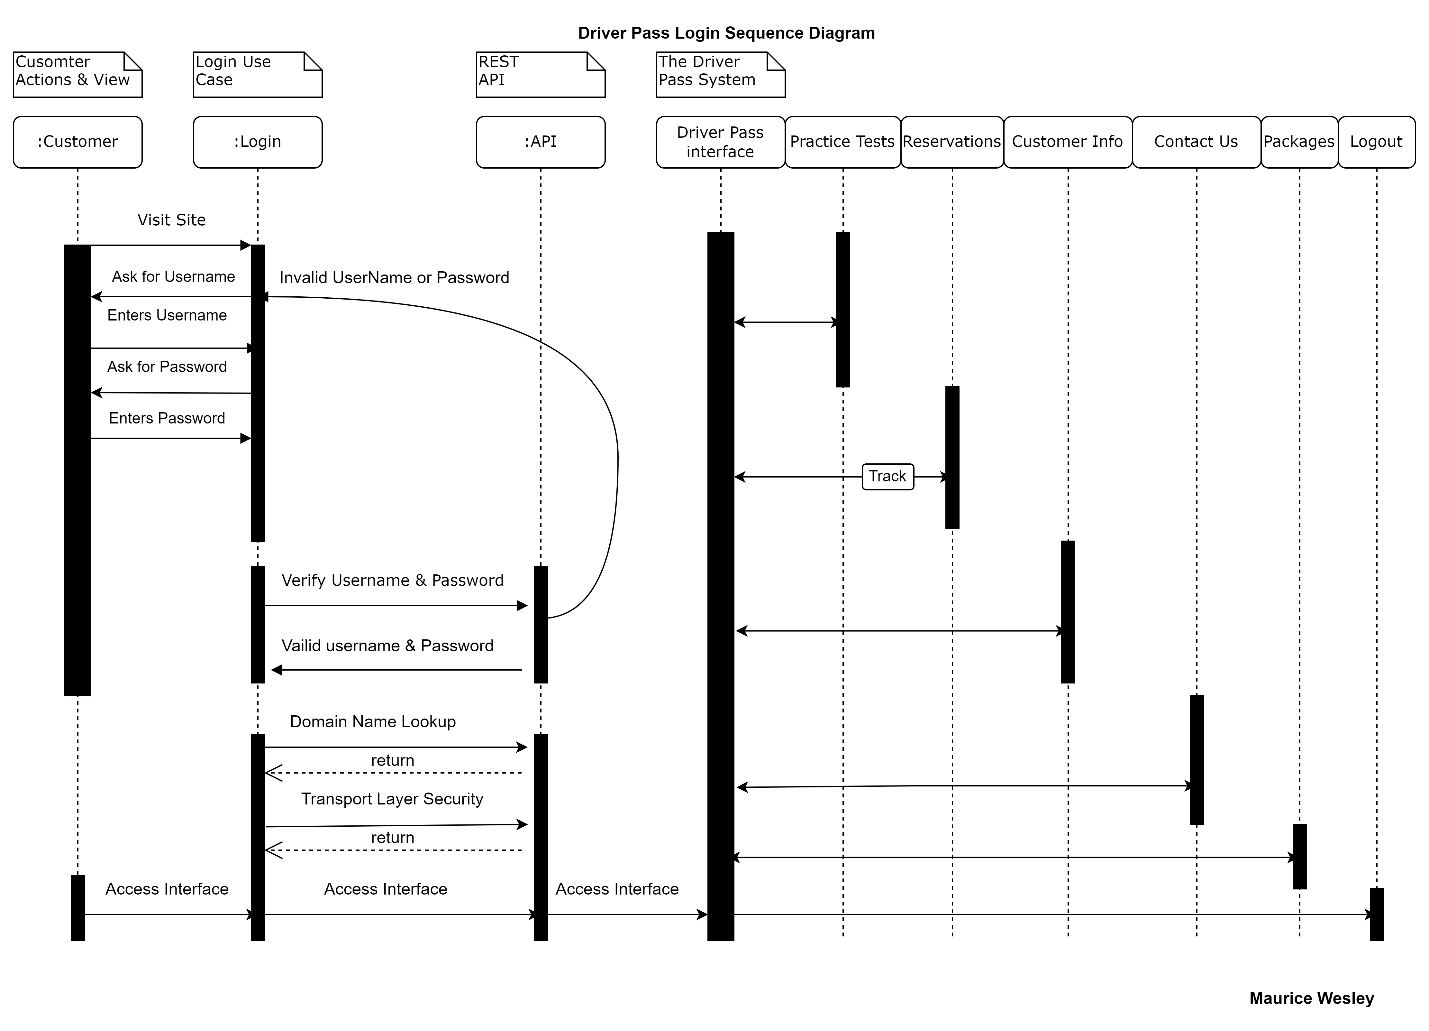 Driver Pass Login Sequence Diagram
Cusomter
Actions & View
Login Use
Case
REST
API
The Driver
Pass System
:Customer
:Login
:API
Driver Pass
interface
Practice Tests
Reservations
Customer Info
Contact Us
Packages
Logout
Visit Site
Ask for Username
Invalid UserName or Password
Enters Username
Ask for Password
Enters Password
Track
Verify Username & Password
Vailid username & Password
Domain Name Lookup
return
Transport Layer Security
return
Access Interface
Access Interface
Access Interface
Maurice Wesley